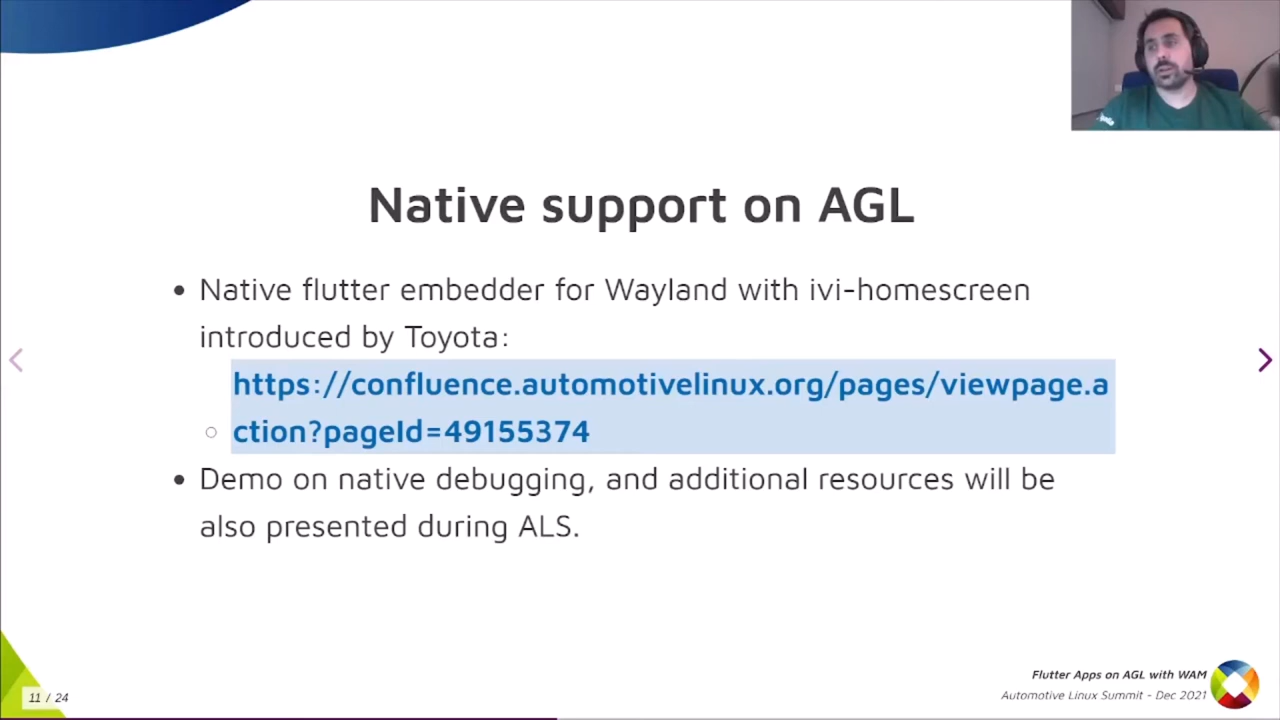 Native support on AGL
• Native flutter embedder for Wayland with ivi-homescreen
introduced by Toyota:
https://confluence.automotivelinux.org/pages/viewpage.a
○ ction?pageId=49155374
• Demo on native debugging, and additional resources will be
also presented during ALS.
11 / 24
Flutter Apps on AGL with WAM
Automotive Linux Summit - Dec 2021